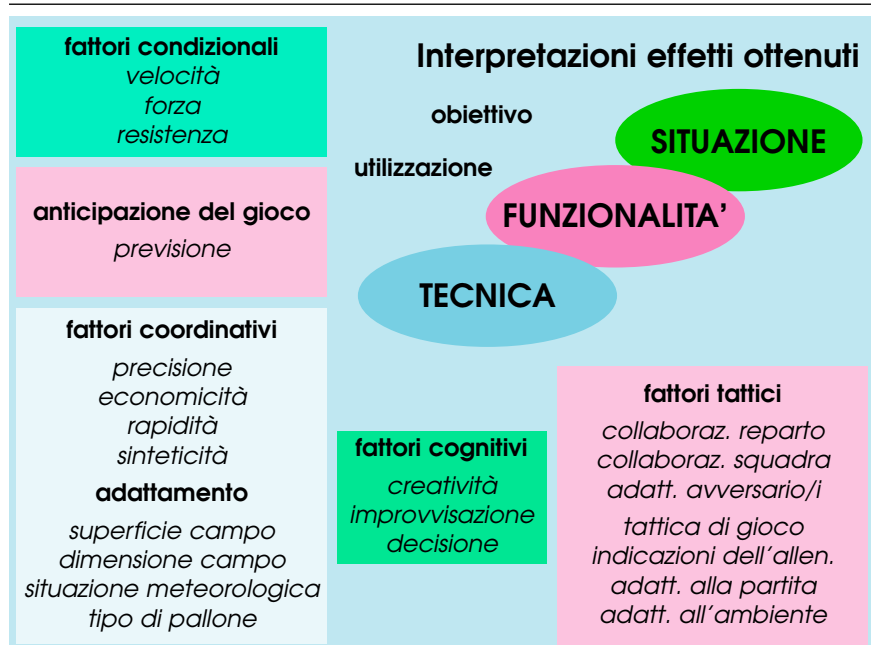 fattori condizionali
velocità
forza
resistenza
anticipazione del gioco
previsione
fattori coordinativi
precisione
economicità
rapidità
sinteticità
adattamento
superficie campo
dimensione campo
situazione meteorologica
tipo di pallone
Interpretazioni effetti ottenuti
obiettivo
utilizzazione
SITUAZIONE
FUNZIONALITA’
TECNICA
fattori cognitivi
creatività
improvvisazione
decisione
fattori tattici
collaboraz. reparto
collaboraz. squadra
adatt. avversario/i
tattica di gioco
indicazioni dell’allen.
adatt. alla partita
adatt. all’ambiente